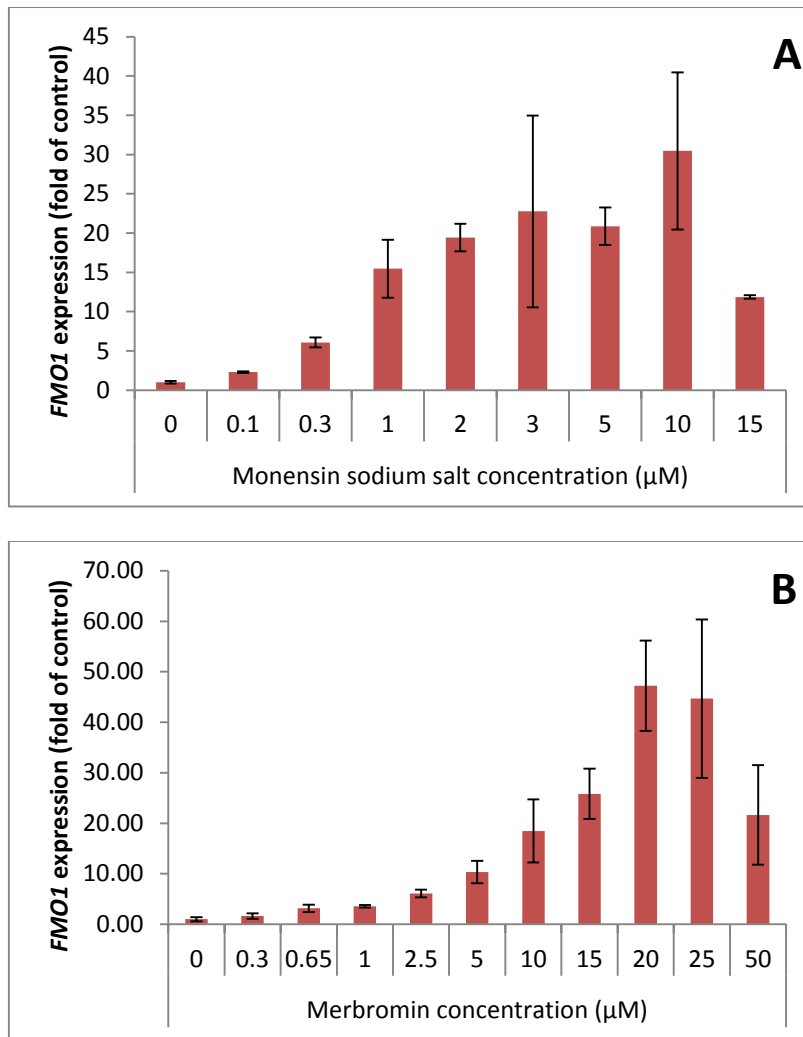 A
FMO1 expression (fold of control)
45
40
35
30
25
20
15
10
5
0
0 0.1 0.3 1 2 3 5 10 15
Monensin sodium salt concentration (µM)
B
FMO1 expression (fold of control)
70.00
60.00
50.00
40.00
30.00
20.00
10.00
0.00
0 0.3 0.65 1 2.5 5 10 15 20 25 50
Merbromin concentration (µM)